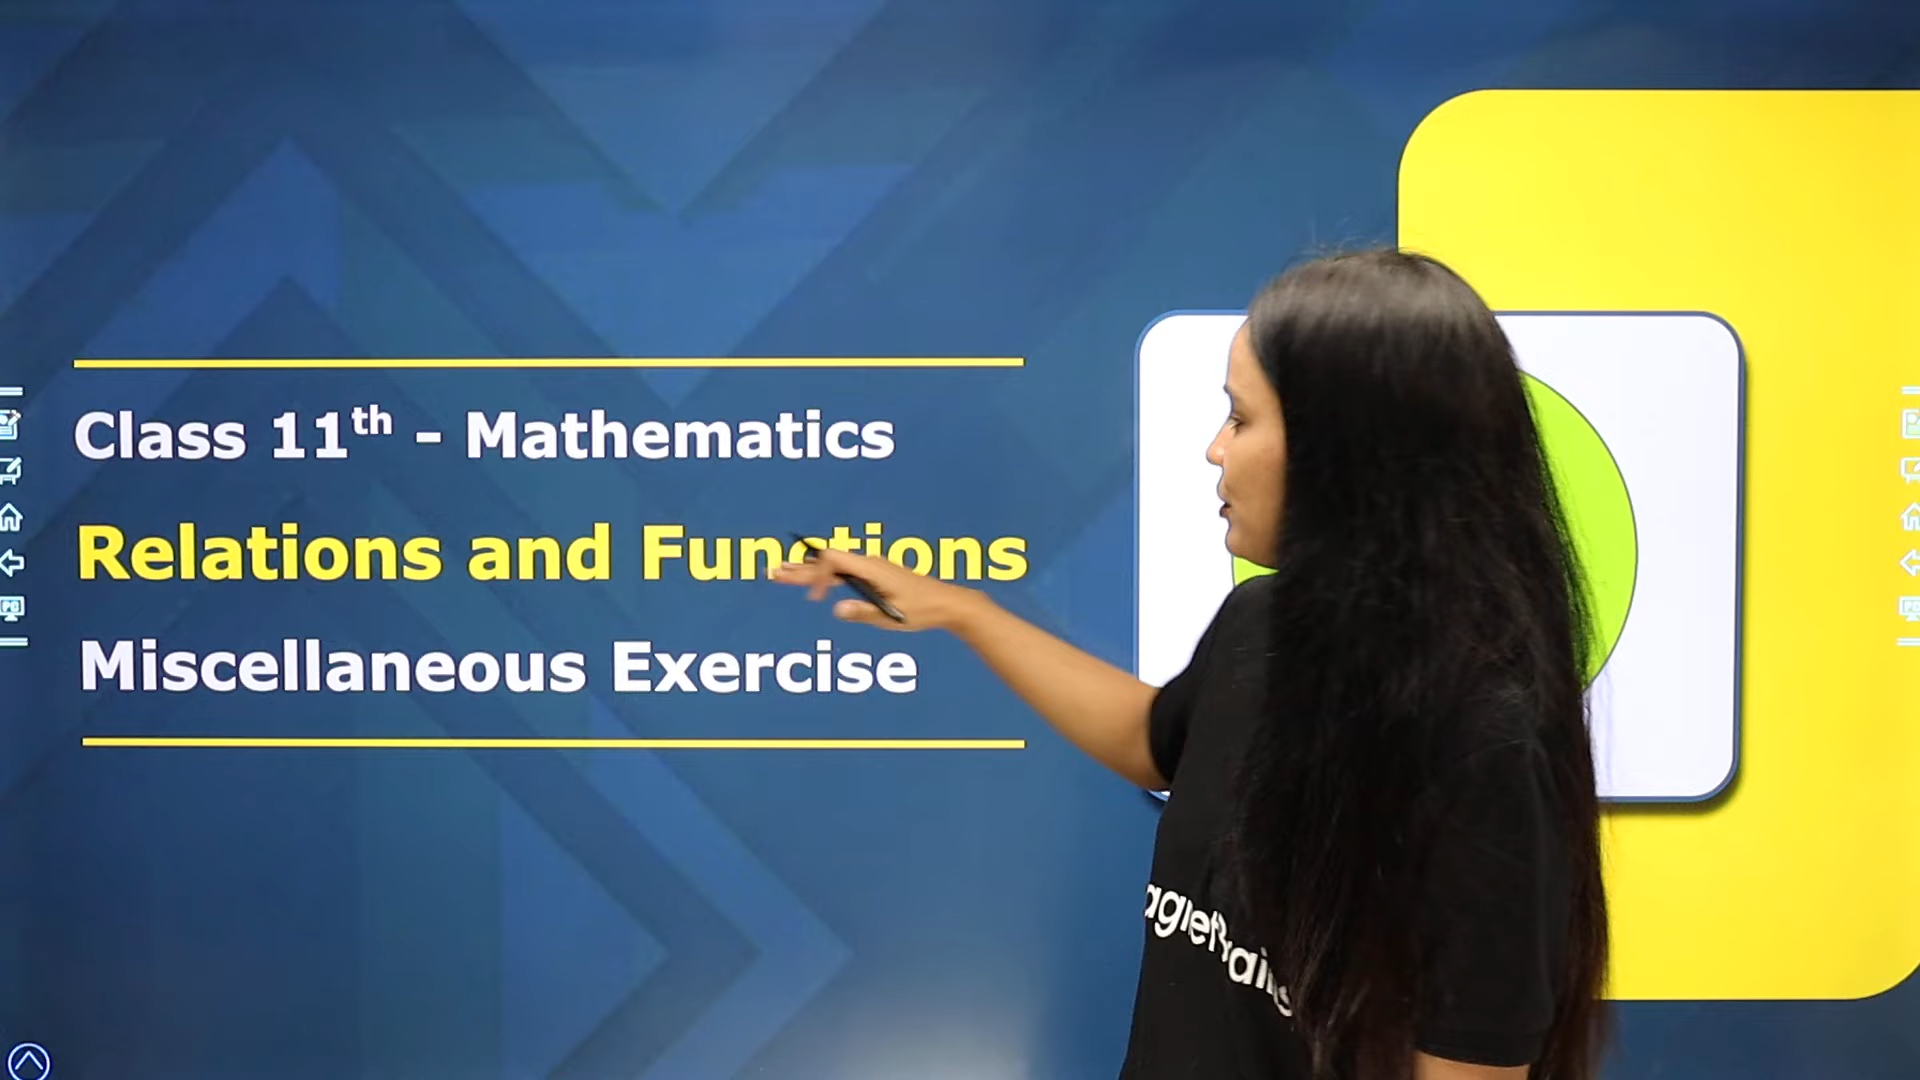 Class 11th - Mathematics
Relations and Functions
Miscellaneous Exercise